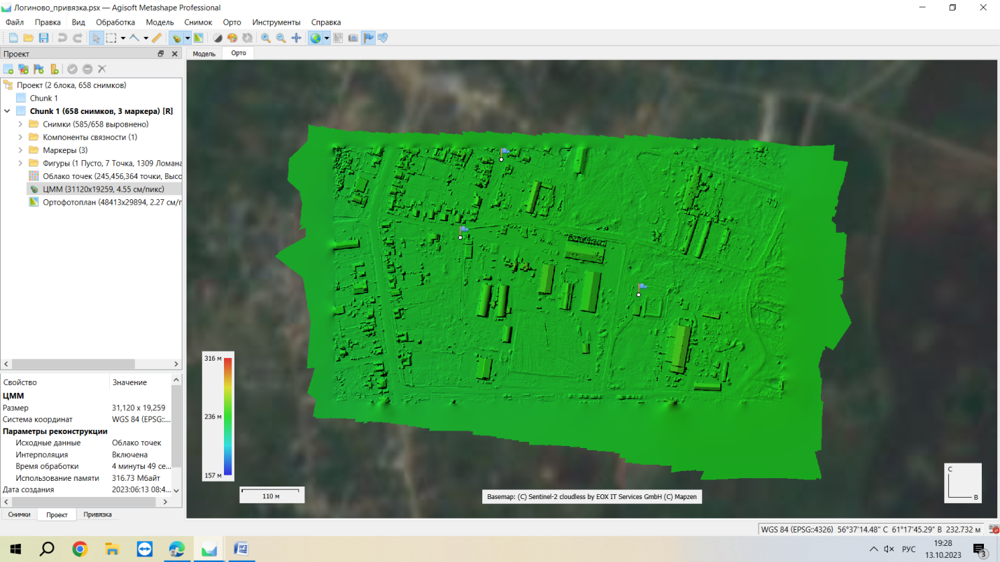 Логиново_привязка.psx — Agisoft Metashape Professional
Файл Правка Вид Обработка Модель Снимок Орто Инструменты Справка
Проект
Модель Орто
Проект (2 блока, 658 снимков)
Chunk 1
Chunk 1 (658 снимков, 3 маркера) [R]
Снимки (585/658 выровнено)
Компоненты связности (1)
Маркеры (3)
Фигуры (1 Пусто, 7 Точка, 1309 Ломана
Облако точек (245,456,364 точки, Высо
ЦММ (31120x19259, 4.55 см/пикс)
Ортофотоплан (48413x29894, 2.27 см/г
Свойство Значение
ЦММ
Размер 31,120 x 19,259
Система координат WGS 84 (EPSG::...
Параметры реконструкции
Исходные данные Облако точек
Интерполяция Включена
Время обработки 4 минуты 49 се...
Использование памяти 316.73 Мбайт
Дата создания 2023:06:13 08:4...
Снимки Проект Привязка
316 м
236 м
157 м
110 м
Basemap: (C) Sentinel-2 cloudless by EOX IT Services GmbH (C) Mapzen
С
В
WGS 84 (EPSG::4326) 56°37'14.48" С 61°17'45.29" В 232.732 м
РУС
19:28
13.10.2023
3